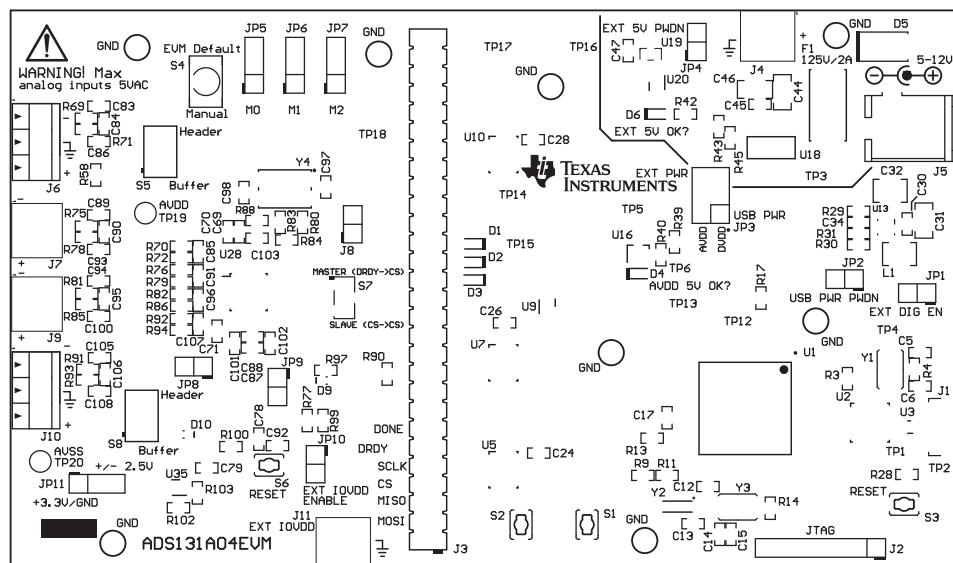 GND
EVM Default
S4
Manual
JP5
JP6
JP7
M0
M1
M2
GND
TP17
TP16
EXT 5V PWDN
C47
U19
JP4
J4
F1
125V/2A
GND
D5
5-12V
WARNING! Max
analog inputs 5VAC
R69
C83
C84
R71
C86
R58
J6
Header
S5
Buffer
AVDD
TP19
TP18
GND
U20
D6
R42
EXT 5V OK?
C46
C45
C44
R43
R45
U18
TP3
J5
U10
C28
TEXAS
INSTRUMENTS
TP14
EXT PWR
USB PWR
JP3
AVDD
DVDD
TP5
C32
C30
C31
U13
R29
C34
R31
R30
L1
Y4
C97
C98
R88
C70
C69
U28
C103
R83
R80
R84
J8
R75
C89
C90
R78
C93
J7
R70
R72
R76
R79
R82
R86
R92
R94
C85
C91
C96
C107
C71
D1
D2
D3
TP15
U16
R40
R39
D4
TP6
AVDD 5V OK?
TP13
R17
TP12
JP2
USB PWR PWDN
JP1
EXT DIG EN
MASTER (DRDY->CS)
S7
SLAVE (CS->CS)
R81
C94
C95
R85
C100
J9
C26
U9
U7
GND
GND
TP4
C101
C88
C87
C102
JP9
R97
D9
R90
R91
R93
C105
C106
C108
J10
JP8
Header
S8
Buffer
D10
R77
R99
C78
C92
R100
JP10
U1
Y1
C5
R4
C6
R3
U2
U3
J1
TP1
TP2
C17
R13
R9
R11
U5
C24
DONE
DRDY
SCLK
CS
MISO
MOSI
AVSS
TP20
+/- 2.5V
JP11
+3.3V/GND
U35
C79
R103
R102
S6
RESET
EXT IOVDD
ENABLE
J11
EXT IOVDD
J3
S2
S1
GND
Y2
C12
Y3
R14
C13
C14
C15
R28
RESET
S3
JTAG
J2
GND
ADS131A04EVM